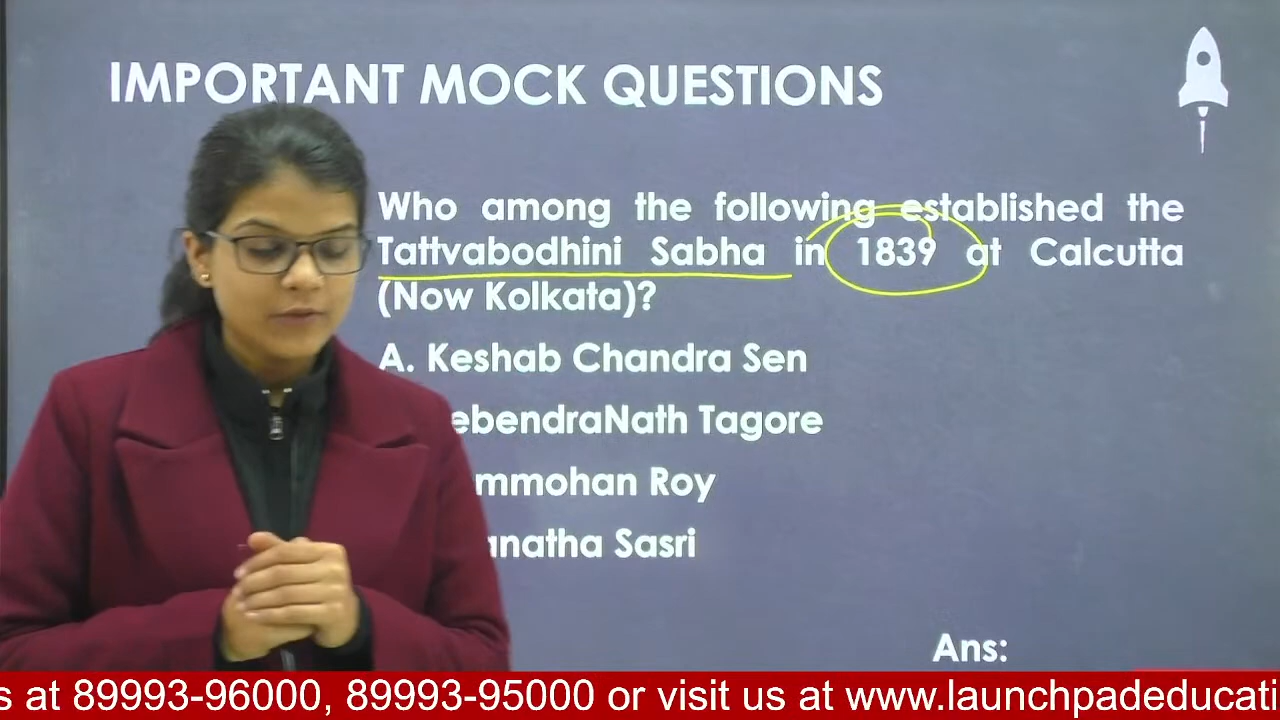 IMPORTANT MOCK QUESTIONS
Who among the following established the
Tattvabodhini Sabha in 1839 at Calcutta
(Now Kolkata)?
A. Keshab Chandra Sen
ebendraNath Tagore
mmohan Roy
anatha Sasri
Ans:
s at 89993-96000, 89993-95000 or visit us at www.launchpadeducati